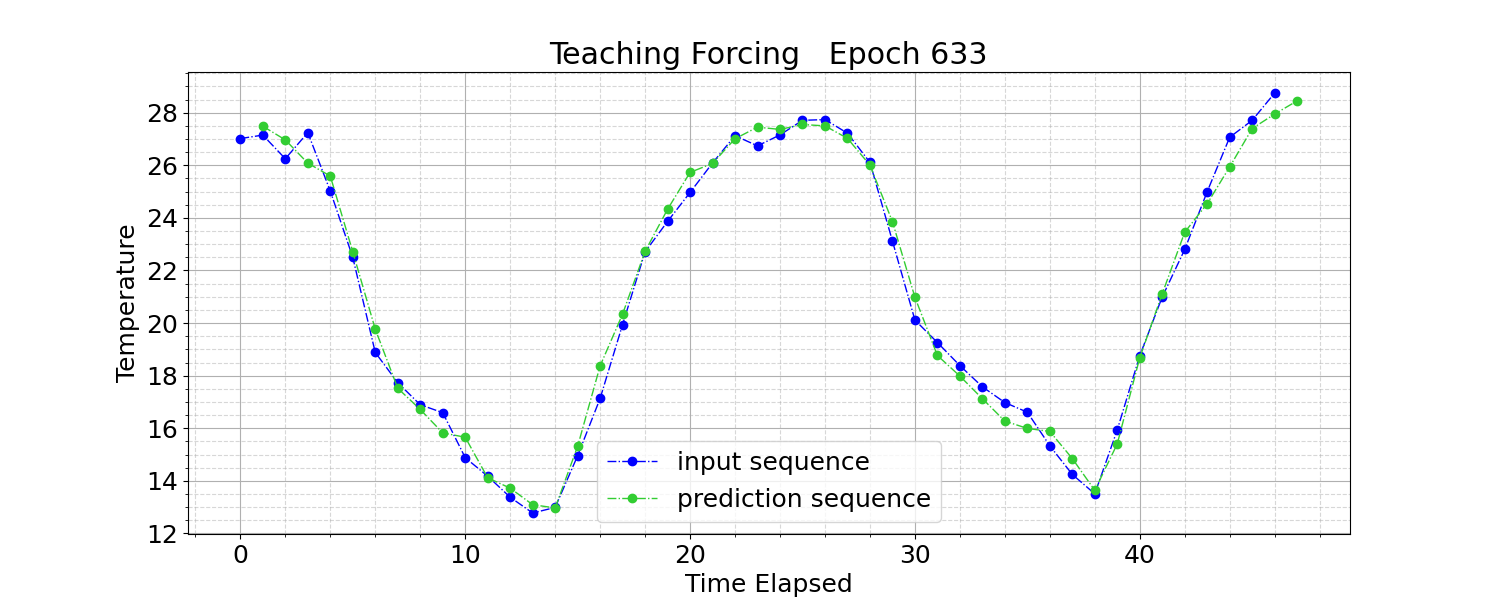 Teaching Forcing   Epoch 633
Temperature
28
26
24
22
20
18
16
14
12
input sequence
prediction sequence
0 10 20 30 40
Time Elapsed